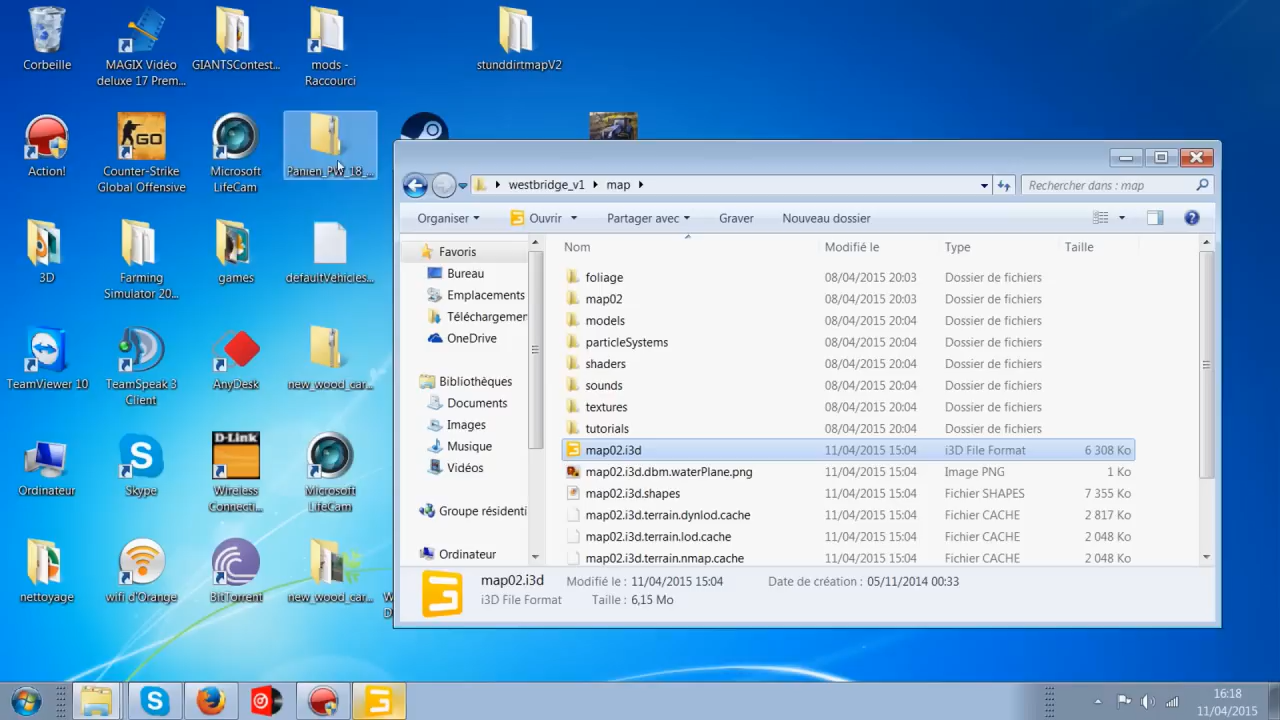 Corbeille
MAGIX Vidéo
deluxe 17 Prem...
GIANTSContest...
mods -
Raccourci
stunddirtmapV2
Action!
Counter-Strike
Global Offensive
Microsoft
LifeCam
3D
Farming
Simulator 20...
games
defaultVehicles...
TeamViewer 10
TeamSpeak 3
Client
AnyDesk
new_wood_car...
Ordinateur
Skype
D-Link
Wireless
Connecti...
Microsoft
LifeCam
nettoyage
wifi d'Orange
BitTorrent
new_wood_car...
westbridge_v1
map
Rechercher dans : map
Organiser
Ouvrir
Partager avec
Graver
Nouveau dossier
Favoris
Bureau
Emplacements
Téléchargemen
OneDrive
Bibliothèques
Documents
Images
Musique
Vidéos
Groupe résidenti
Ordinateur
Nom Modifié le Type Taille
foliage 08/04/2015 20:03 Dossier de fichiers
map02 08/04/2015 20:03 Dossier de fichiers
models 08/04/2015 20:04 Dossier de fichiers
particleSystems 08/04/2015 20:04 Dossier de fichiers
shaders 08/04/2015 20:04 Dossier de fichiers
sounds 08/04/2015 20:04 Dossier de fichiers
textures 08/04/2015 20:04 Dossier de fichiers
tutorials 08/04/2015 20:04 Dossier de fichiers
map02.i3d 11/04/2015 15:04 i3D File Format 6 308 Ko
map02.i3d.dbm.waterPlane.png 11/04/2015 15:04 Image PNG 1 Ko
map02.i3d.shapes 11/04/2015 15:04 Fichier SHAPES 7 355 Ko
map02.i3d.terrain.dynlod.cache 11/04/2015 15:04 Fichier CACHE 2 817 Ko
map02.i3d.terrain.lod.cache 11/04/2015 15:04 Fichier CACHE 2 048 Ko
map02.i3d.terrain.nmap.cache 11/04/2015 15:04 Fichier CACHE 2 048 Ko
map02.i3d Modifié le : 11/04/2015 15:04 Date de création : 05/11/2014 00:33
i3D File Format Taille : 6,15 Mo
16:18
11/04/2015